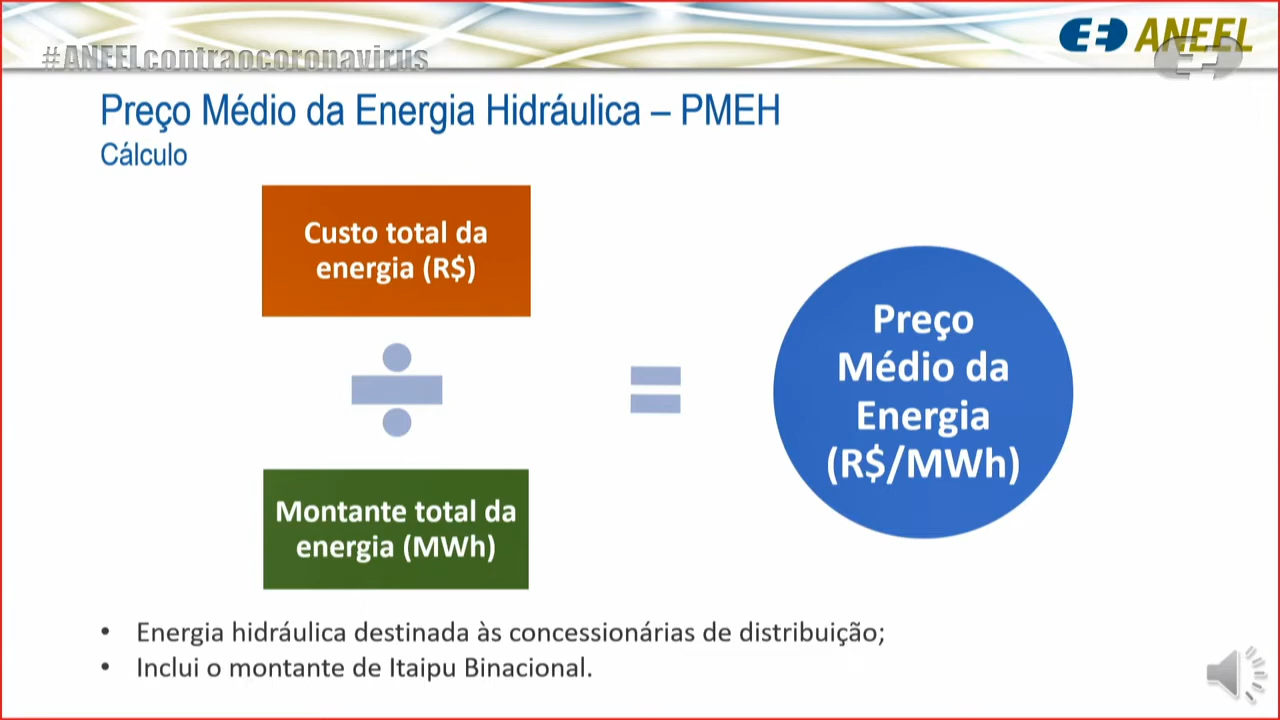 #ANEELcontraocoronavirus
ANEEL
Preço Médio da Energia Hidráulica – PMEH
Cálculo
Custo total da
energia (R$)
Montante total da
energia (MWh)
Preço
Médio da
Energia
(R$/MWh)
• Energia hidráulica destinada às concessionárias de distribuição;
• Inclui o montante de Itaipu Binacional.